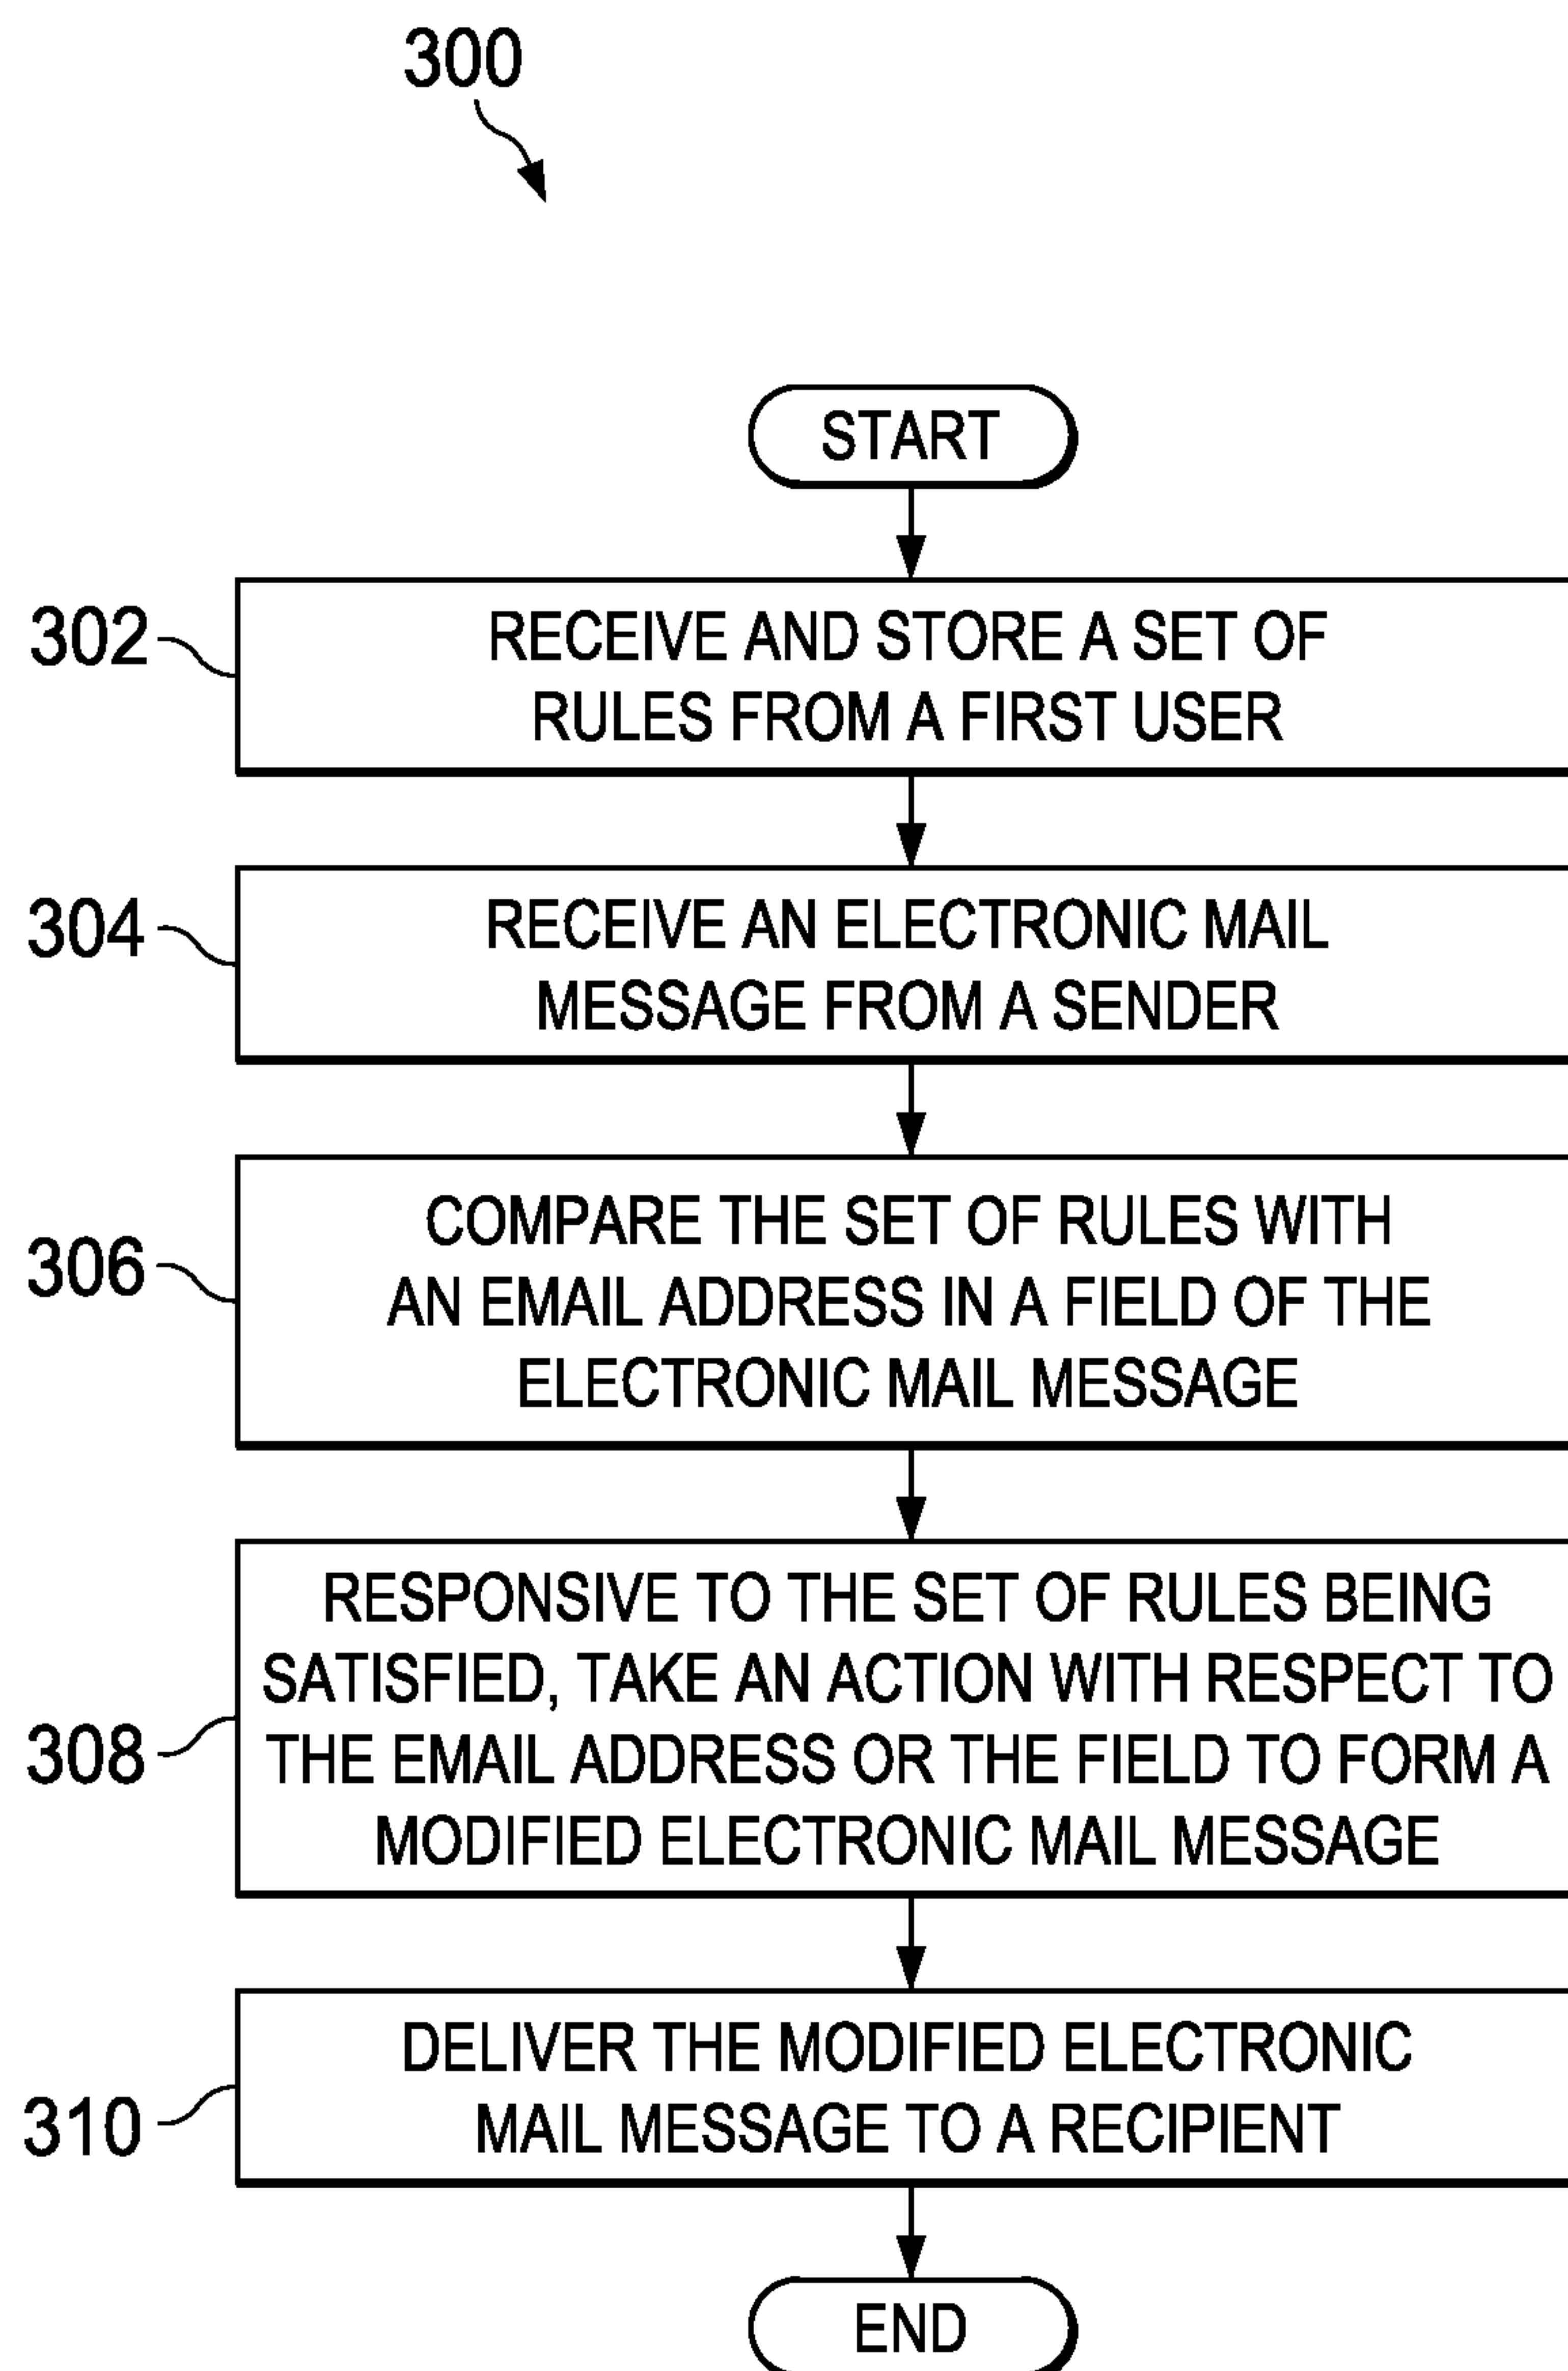 300
START
302
RECEIVE AND STORE A SET OF
RULES FROM A FIRST USER
304
RECEIVE AN ELECTRONIC MAIL
MESSAGE FROM A SENDER
306
COMPARE THE SET OF RULES WITH
AN EMAIL ADDRESS IN A FIELD OF THE
ELECTRONIC MAIL MESSAGE
308
RESPONSIVE TO THE SET OF RULES BEING
SATISFIED, TAKE AN ACTION WITH RESPECT TO
THE EMAIL ADDRESS OR THE FIELD TO FORM A
MODIFIED ELECTRONIC MAIL MESSAGE
310
DELIVER THE MODIFIED ELECTRONIC
MAIL MESSAGE TO A RECIPIENT
END